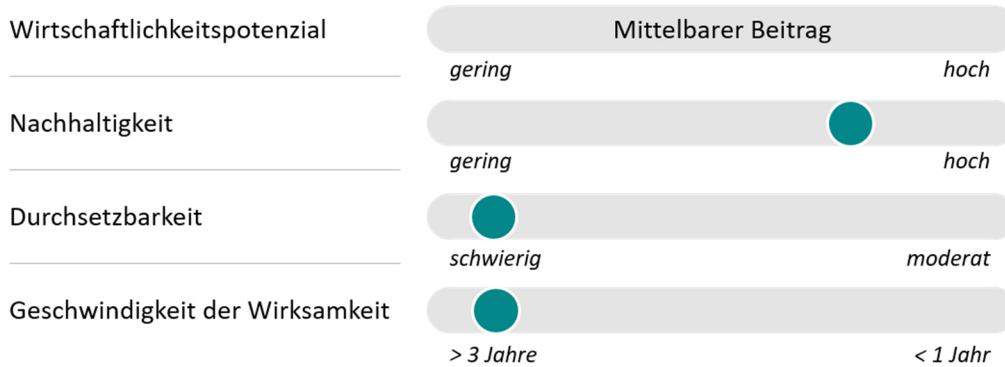 Wirtschaftlichkeitspotenzial
Mittelbarer Beitrag
gering hoch
Nachhaltigkeit
gering hoch
Durchsetzbarkeit
schwierig moderat
Geschwindigkeit der Wirksamkeit
> 3 Jahre < 1 Jahr